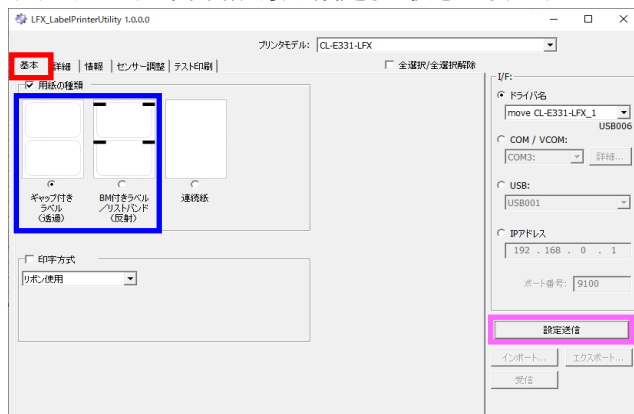 LFX_LabelPrinterUtility 1.0.0.0
プリンタモデル: CL-E331-LFX
基本 詳細 情報 センサー調整 テスト印刷
全選択/全選択解除
用紙の種類
ギャップ付き
ラベル
(透過)
BM付きラベル
/リストバンド
(反射)
連続紙
印字方式
リボン使用
I/F:
ドライバ名
move CL-E331-LFX_1
USB006
COM / VCOM:
COM3: 詳細...
USB:
USB001
IPアドレス
192 . 168 . 0 . 1
ポート番号: 9100
設定送信
インポート... エクスポート...
受信